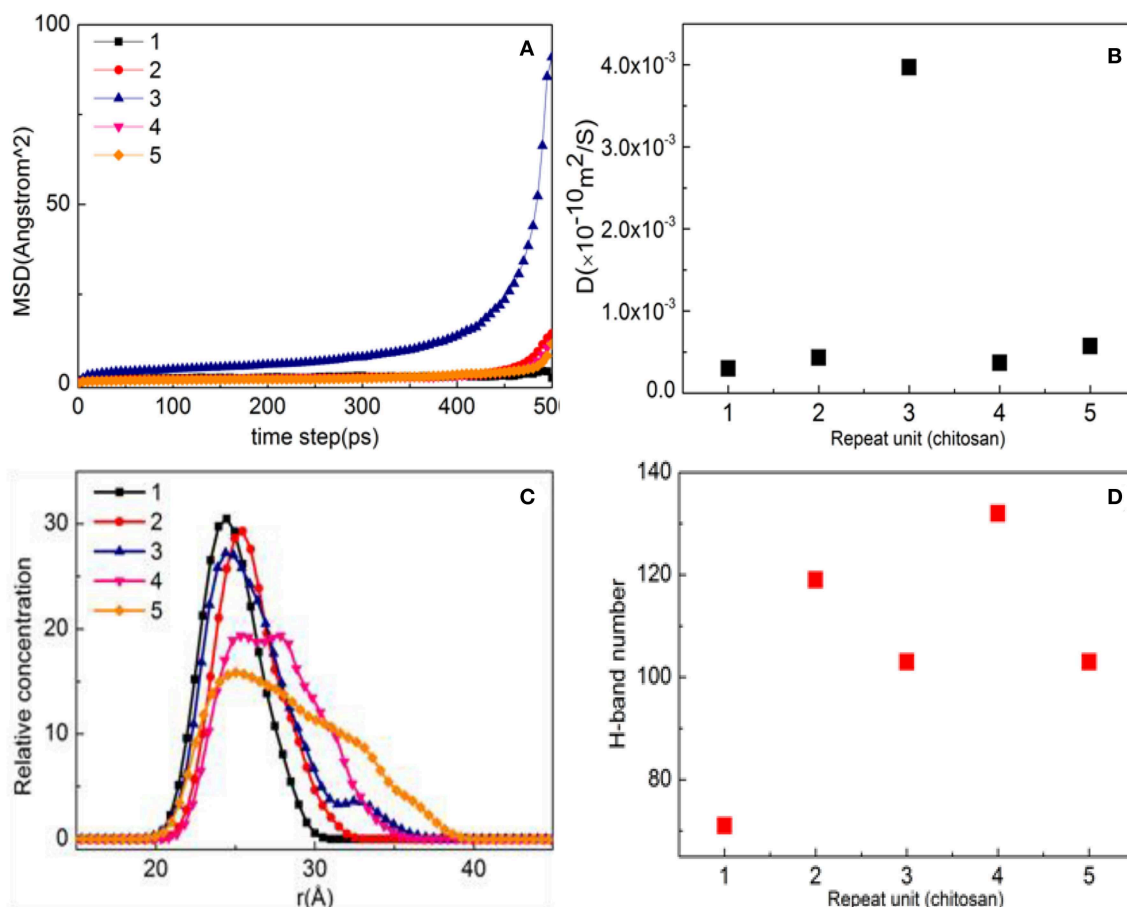 A
MSD(Angstrom^2)
100
50
0
1
2
3
4
5
0 100 200 300 400 500
time step(ps)
B
D(×10⁻¹⁰m²/S)
4.0x10⁻³
3.0x10⁻³
2.0x10⁻³
1.0x10⁻³
0.0
1 2 3 4 5
Repeat unit (chitosan)
C
Relative concentration
30
20
10
0
1
2
3
4
5
20 30 40
r(Å)
D
H-band number
140
120
100
80
1 2 3 4 5
Repeat unit (chitosan)